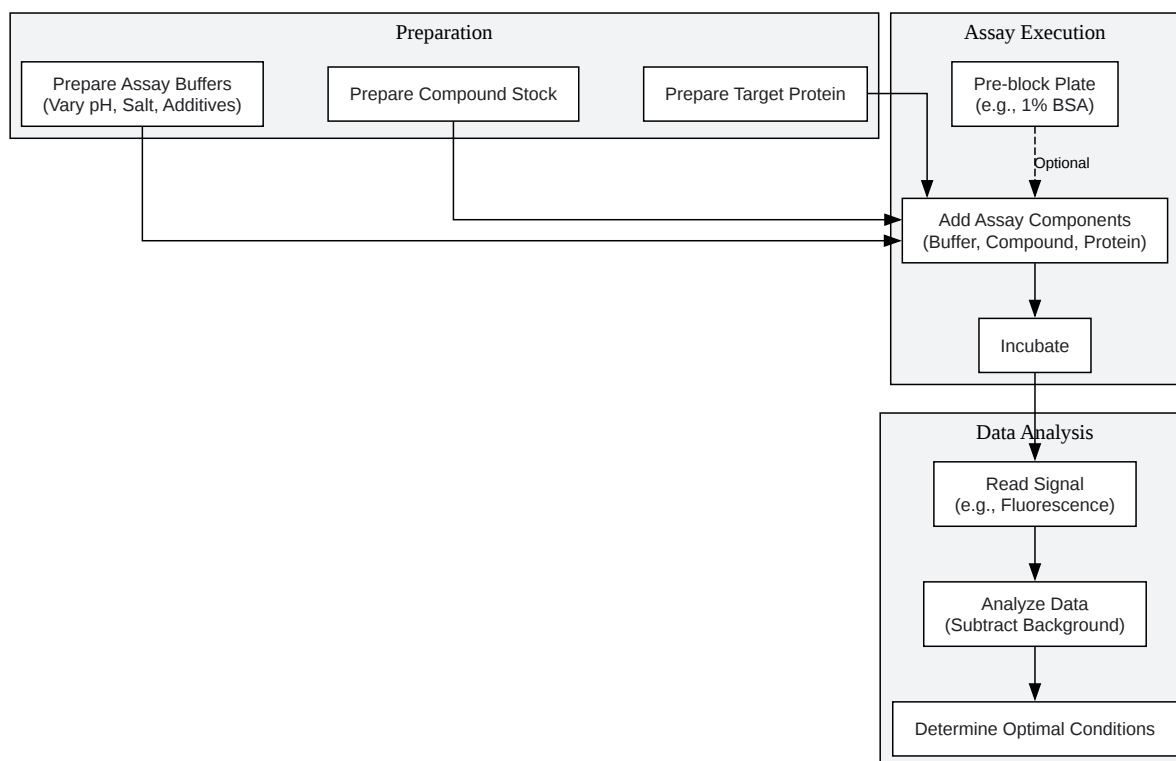 Preparation
Prepare Assay Buffers
(Vary pH, Salt, Additives)
Prepare Compound Stock
Prepare Target Protein
Assay Execution
Pre-block Plate
(e.g., 1% BSA)
Optional
Add Assay Components
(Buffer, Compound, Protein)
Incubate
Data Analysis
Read Signal
(e.g., Fluorescence)
Analyze Data
(Subtract Background)
Determine Optimal Conditions